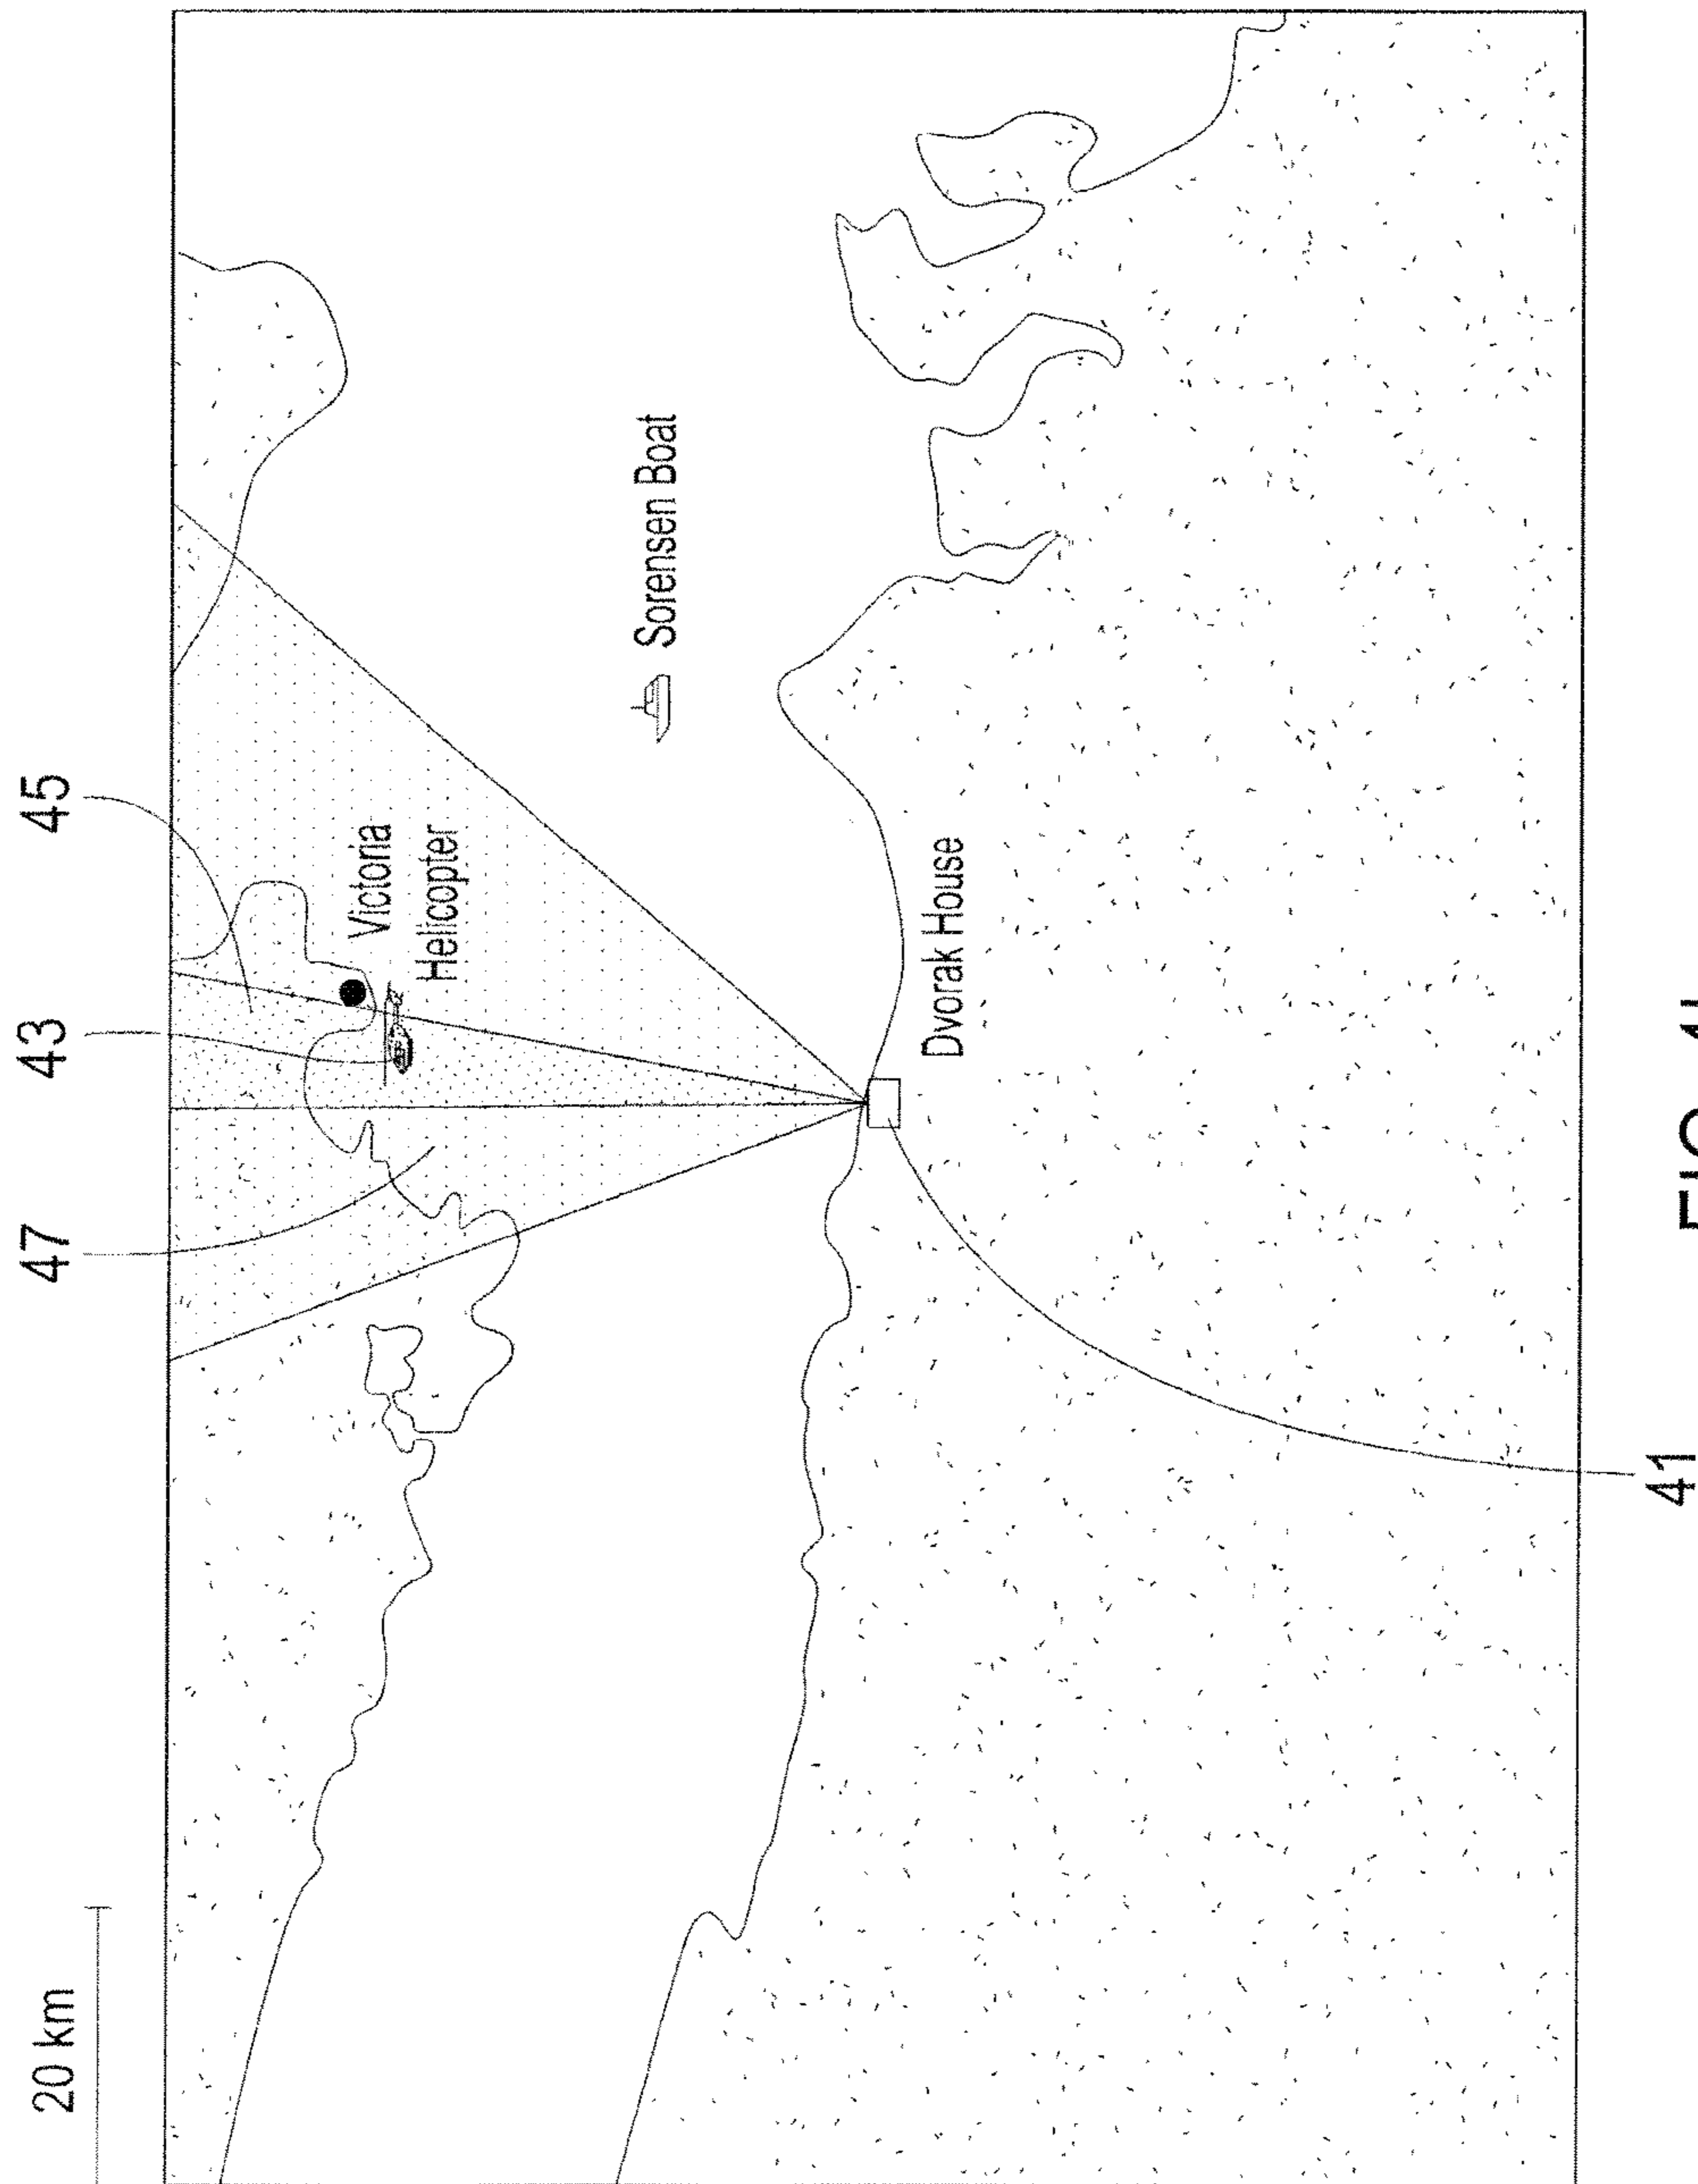 20 km
47
43
45
Victoria
Helicopter
Sorensen Boat
Dvorak House
41